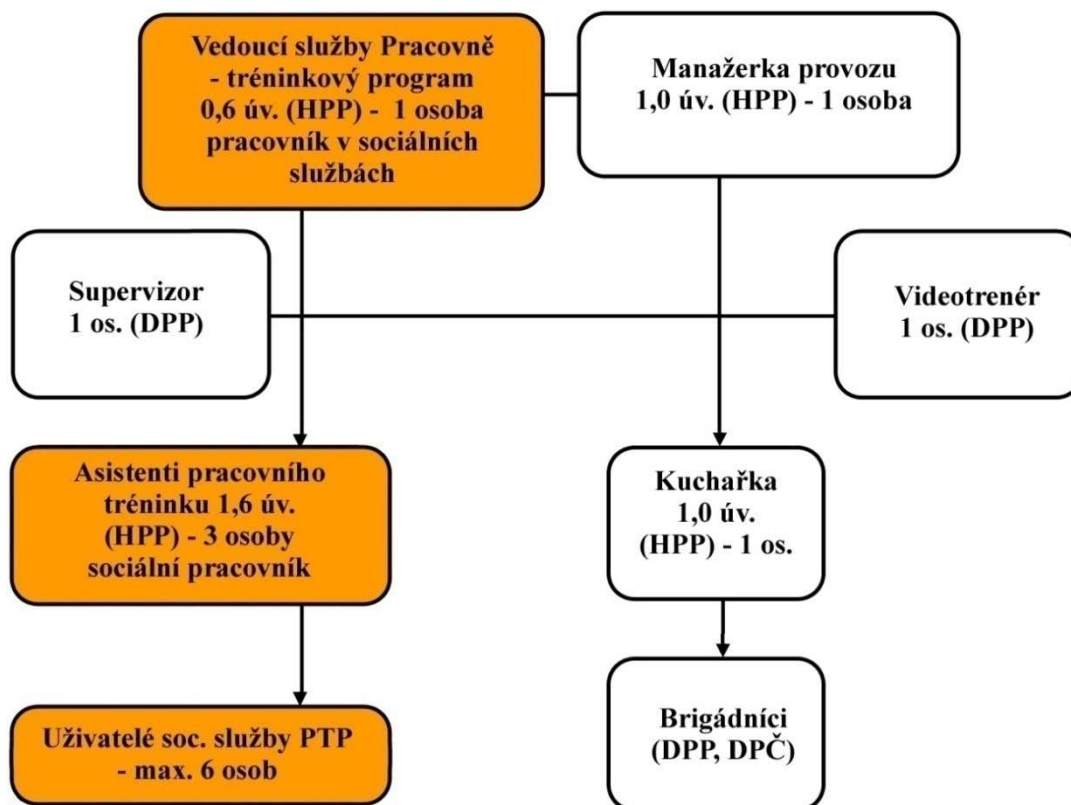 Vedoucí služby Pracovně
- tréninkový program
0,6 úv. (HPP) - 1 osoba
pracovník v sociálních
službách
Manažerka provozu
1,0 úv. (HPP) - 1 osoba
Supervizor
1 os. (DPP)
Videotrenér
1 os. (DPP)
Asistenti pracovního
tréninku 1,6 úv.
(HPP) - 3 osoby
sociální pracovník
Kuchařka
1,0 úv.
(HPP) - 1 os.
Uživatelé soc. služby PTP
- max. 6 osob
Brigádníci
(DPP, DPČ)